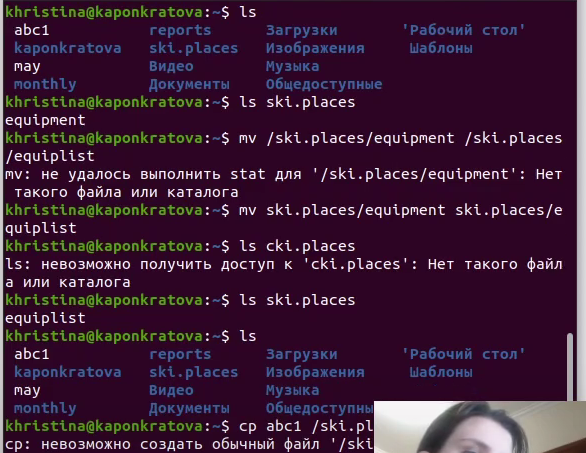 khristina@kaponkratova:~$ ls
abc1 reports Загрузки 'Рабочий стол'
kaponkratova ski.places Изображения Шаблоны
may Видео Музыка
monthly Документы Общедоступные
khristina@kaponkratova:~$ ls ski.places
equipment
khristina@kaponkratova:~$ mv /ski.places/equipment /ski.places
/equiplist
mv: не удалось выполнить stat для '/ski.places/equipment': Нет
такого файла или каталога
khristina@kaponkratova:~$ mv ski.places/equipment ski.places/e
quiplist
khristina@kaponkratova:~$ ls cki.places
ls: невозможно получить доступ к 'cki.places': Нет такого файл
а или каталога
khristina@kaponkratova:~$ ls ski.places
equiplist
khristina@kaponkratova:~$ ls
abc1 reports Загрузки 'Рабочий стол'
kaponkratova ski.places Изображения Шаблоны
may Видео Музыка
monthly Документы Общедоступны
khristina@kaponkratova:~$ cp abc1 /ski.pl
cp: невозможно создать обычный файл '/ski